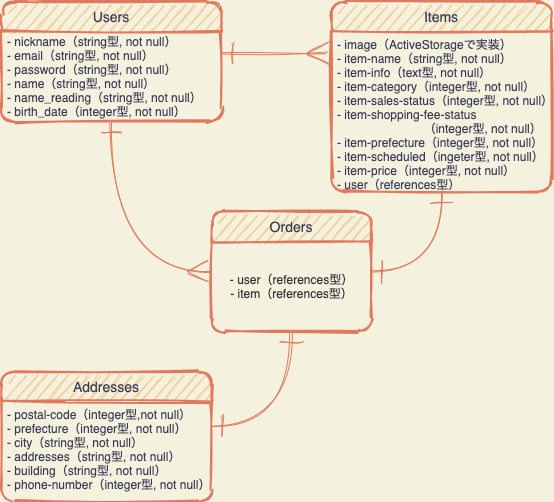 Users
- nickname（string型, not null）
- email（string型, not null）
- password（string型, not null）
- name（string型, not null）
- name_reading（string型, not null）
- birth_date（integer型, not null）
Items
- image（ActiveStorageで実装）
- item-name（string型, not null）
- item-info（text型, not null）
- item-category（integer型, not null）
- item-sales-status（integer型, not null）
- item-shopping-fee-status
（integer型, not null）
- item-prefecture（integer型, not null）
- item-scheduled（ingeter型, not null）
- item-price（integer型, not null）
- user（references型）
Orders
- user（references型）
- item（references型）
Addresses
- postal-code（integer型,not null）
- prefecture（integer型, not null）
- city（string型, not null）
- addresses（string型, not null）
- building（string型, not null）
- phone-number（integer型, not null）